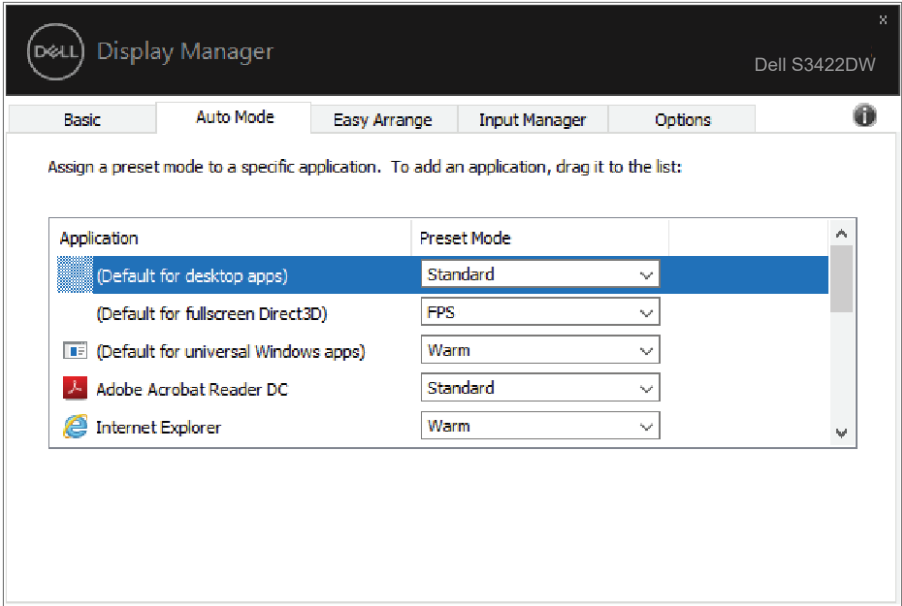 DELL Display Manager
x
Dell S3422DW
Basic Auto Mode Easy Arrange Input Manager Options
Assign a preset mode to a specific application. To add an application, drag it to the list:
Application Preset Mode
(Default for desktop apps) Standard
(Default for fullscreen Direct3D) FPS
(Default for universal Windows apps) Warm
Adobe Acrobat Reader DC Standard
Internet Explorer Warm